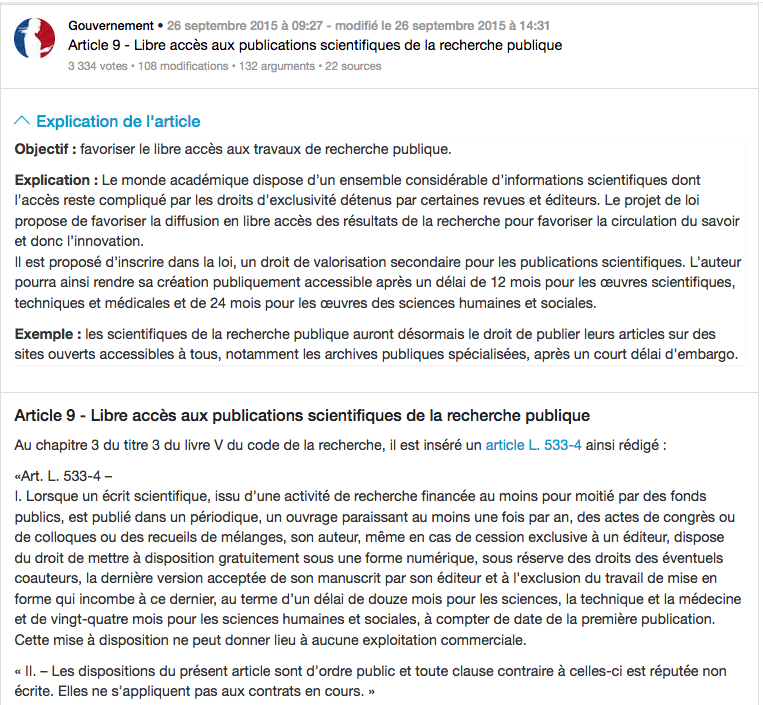 Gouvernement • 26 septembre 2015 à 09:27 - modifié le 26 septembre 2015 à 14:31
Article 9 - Libre accès aux publications scientifiques de la recherche publique
3 334 votes • 108 modifications • 132 arguments • 22 sources
Explication de l'article
Objectif : favoriser le libre accès aux travaux de recherche publique.
Explication : Le monde académique dispose d’un ensemble considérable d’informations scientifiques dont
l’accès reste compliqué par les droits d’exclusivité détenus par certaines revues et éditeurs. Le projet de loi
propose de favoriser la diffusion en libre accès des résultats de la recherche pour favoriser la circulation du savoir
et donc l’innovation.
Il est proposé d’inscrire dans la loi, un droit de valorisation secondaire pour les publications scientifiques. L’auteur
pourra ainsi rendre sa création publiquement accessible après un délai de 12 mois pour les œuvres scientifiques,
techniques et médicales et de 24 mois pour les œuvres des sciences humaines et sociales.
Exemple : les scientifiques de la recherche publique auront désormais le droit de publier leurs articles sur des
sites ouverts accessibles à tous, notamment les archives publiques spécialisées, après un court délai d’embargo.
Article 9 - Libre accès aux publications scientifiques de la recherche publique
Au chapitre 3 du titre 3 du livre V du code de la recherche, il est inséré un article L. 533-4 ainsi rédigé :
«Art. L. 533-4 –
I. Lorsque un écrit scientifique, issu d’une activité de recherche financée au moins pour moitié par des fonds
publics, est publié dans un périodique, un ouvrage paraissant au moins une fois par an, des actes de congrès ou
de colloques ou des recueils de mélanges, son auteur, même en cas de cession exclusive à un éditeur, dispose
du droit de mettre à disposition gratuitement sous une forme numérique, sous réserve des droits des éventuels
coauteurs, la dernière version acceptée de son manuscrit par son éditeur et à l’exclusion du travail de mise en
forme qui incombe à ce dernier, au terme d’un délai de douze mois pour les sciences, la technique et la médecine
et de vingt-quatre mois pour les sciences humaines et sociales, à compter de date de la première publication.
Cette mise à disposition ne peut donner lieu à aucune exploitation commerciale.
« II. – Les dispositions du présent article sont d’ordre public et toute clause contraire à celles-ci est réputée non
écrite. Elles ne s’appliquent pas aux contrats en cours. »